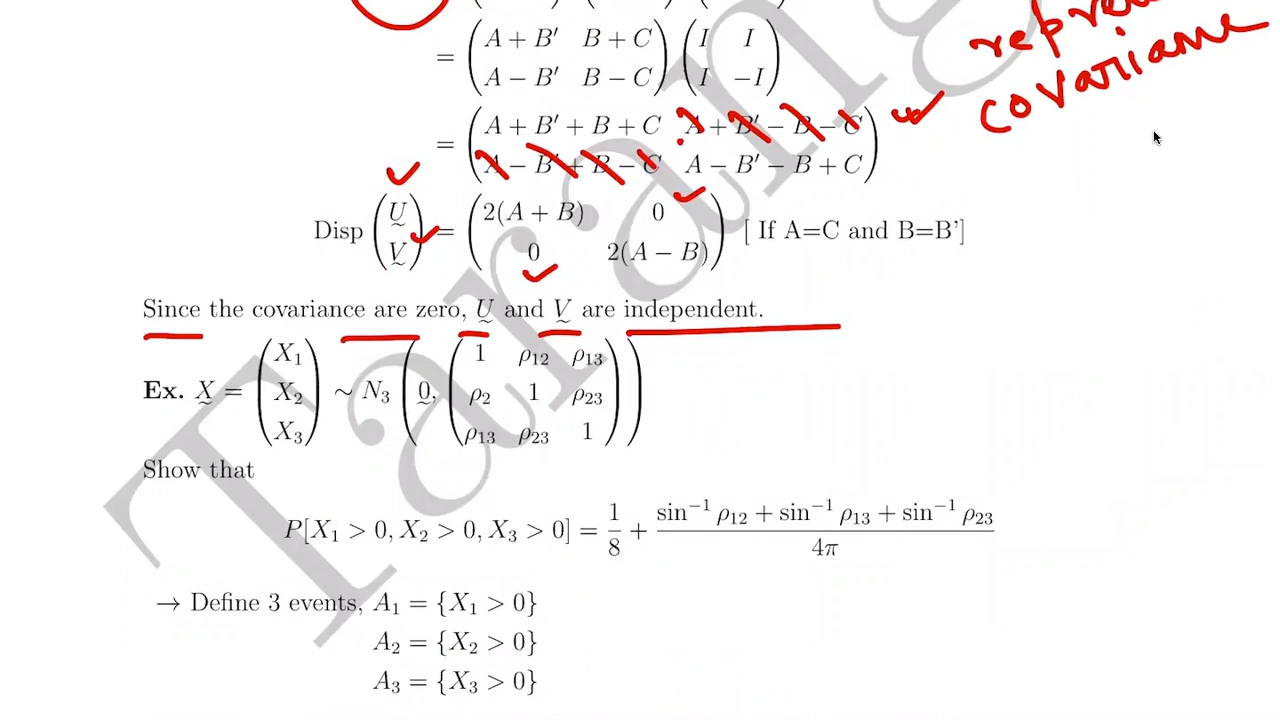 = (A + B′ B + C
A − B′ B − C) (I I
I −I)
= (A + B′ + B + C A + B′ − B − C
A − B′ + B − C A − B′ − B + C)
covariance
Disp (U
V) = (2(A + B) 0
0 2(A − B)) [ If A=C and B=B’]
Since the covariance are zero, U and V are independent.
Ex. X = (X₁
X₂
X₃) ∼ N₃ (0, (1 ρ₁₂ ρ₁₃
ρ₂ 1 ρ₂₃
ρ₁₃ ρ₂₃ 1))
Show that
P[X₁ > 0, X₂ > 0, X₃ > 0] = 1/8 + (sin⁻¹ ρ₁₂ + sin⁻¹ ρ₁₃ + sin⁻¹ ρ₂₃)/4π
→ Define 3 events, A₁ = {X₁ > 0}
A₂ = {X₂ > 0}
A₃ = {X₃ > 0}